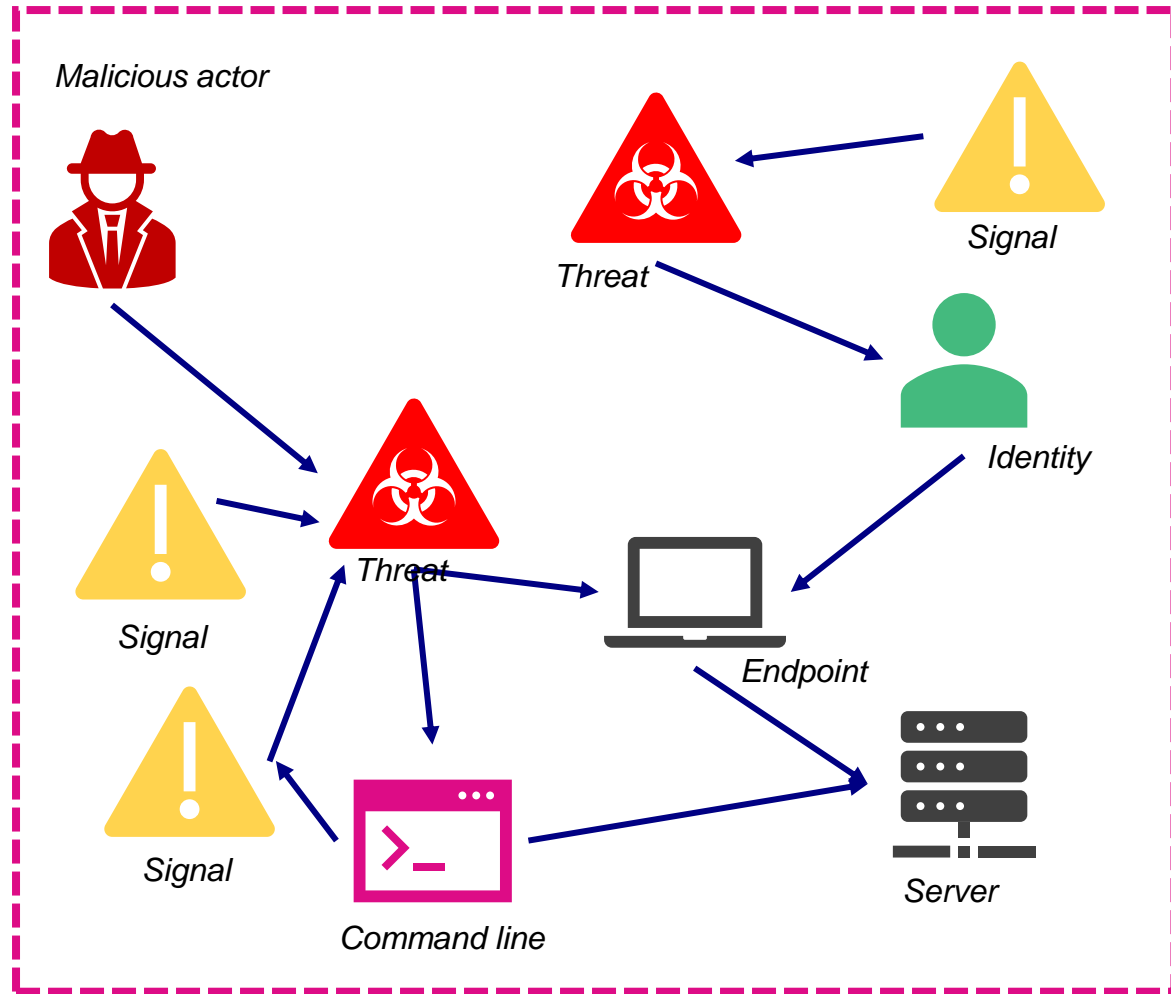 Malicious actor
Signal
Threat
Identity
Threat
Signal
Endpoint
Signal
Server
Command line